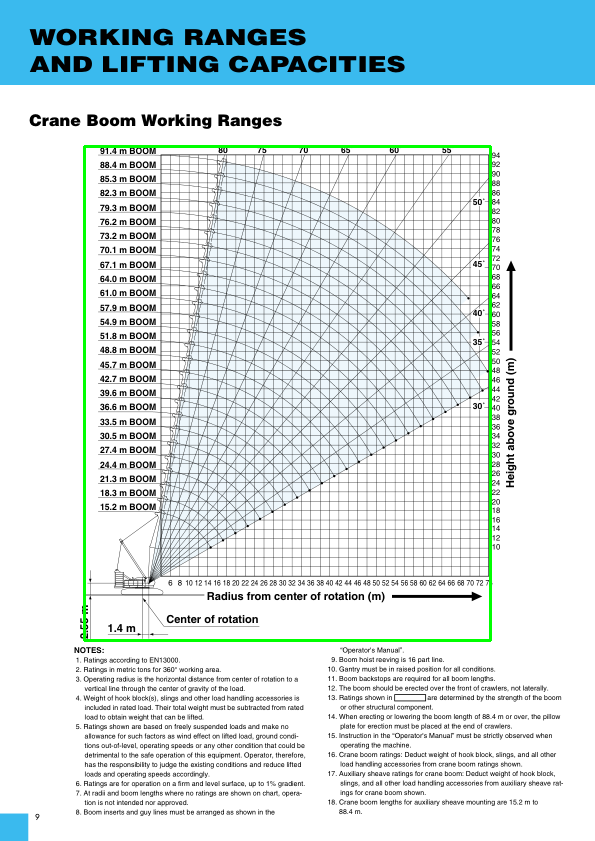 WORKING RANGES
AND LIFTING CAPACITIES
Crane Boom Working Ranges
91.4 m BOOM
88.4 m BOOM
85.3 m BOOM
82.3 m BOOM
79.3 m BOOM
76.2 m BOOM
73.2 m BOOM
70.1 m BOOM
67.1 m BOOM
64.0 m BOOM
61.0 m BOOM
57.9 m BOOM
54.9 m BOOM
51.8 m BOOM
48.8 m BOOM
45.7 m BOOM
42.7 m BOOM
39.6 m BOOM
36.6 m BOOM
33.5 m BOOM
30.5 m BOOM
27.4 m BOOM
24.4 m BOOM
21.3 m BOOM
18.3 m BOOM
15.2 m BOOM
80 75 70 65 60 55
50˚
45˚
40˚
35˚
30˚
94
92
90
88
86
84
82
80
78
76
74
72
70
68
66
64
62
60
58
56
54
52
50
48
46
44
42
40
38
36
34
32
30
28
26
24
22
20
18
16
14
12
10
Height above ground (m)
6 8 10 12 14 16 18 20 22 24 26 28 30 32 34 36 38 40 42 44 46 48 50 52 54 56 58 60 62 64 66 68 70 72 7
Radius from center of rotation (m)
Center of rotation
1.4 m
NOTES:
1. Ratings according to EN13000.
2. Ratings in metric tons for 360° working area.
3. Operating radius is the horizontal distance from center of rotation to a
vertical line through the center of gravity of the load.
4. Weight of hook block(s), slings and other load handling accessories is
included in rated load. Their total weight must be subtracted from rated
load to obtain weight that can be lifted.
5. Ratings shown are based on freely suspended loads and make no
allowance for such factors as wind effect on lifted load, ground condi-
tions out-of-level, operating speeds or any other condition that could be
detrimental to the safe operation of this equipment. Operator, therefore,
has the responsibility to judge the existing conditions and reduce lifted
loads and operating speeds accordingly.
6. Ratings are for operation on a firm and level surface, up to 1% gradient.
7. At radii and boom lengths where no ratings are shown on chart, opera-
tion is not intended nor approved.
8. Boom inserts and guy lines must be arranged as shown in the
"Operator's Manual".
9. Boom hoist reeving is 16 part line.
10. Gantry must be in raised position for all conditions.
11. Boom backstops are required for all boom lengths.
12. The boom should be erected over the front of crawlers, not laterally.
13. Ratings shown in are determined by the strength of the boom
or other structural component.
14. When erecting or lowering the boom length of 88.4 m or over, the pillow
plate for erection must be placed at the end of crawlers.
15. Instruction in the "Operator's Manual" must be strictly observed when
operating the machine.
16. Crane boom ratings: Deduct weight of hook block, slings, and all other
load handling accessories from crane boom ratings shown.
17. Auxiliary sheave ratings for crane boom: Deduct weight of hook block,
slings, and all other load handling accessories from auxiliary sheave rat-
ings for crane boom shown.
18. Crane boom lengths for auxiliary sheave mounting are 15.2 m to
88.4 m.
9